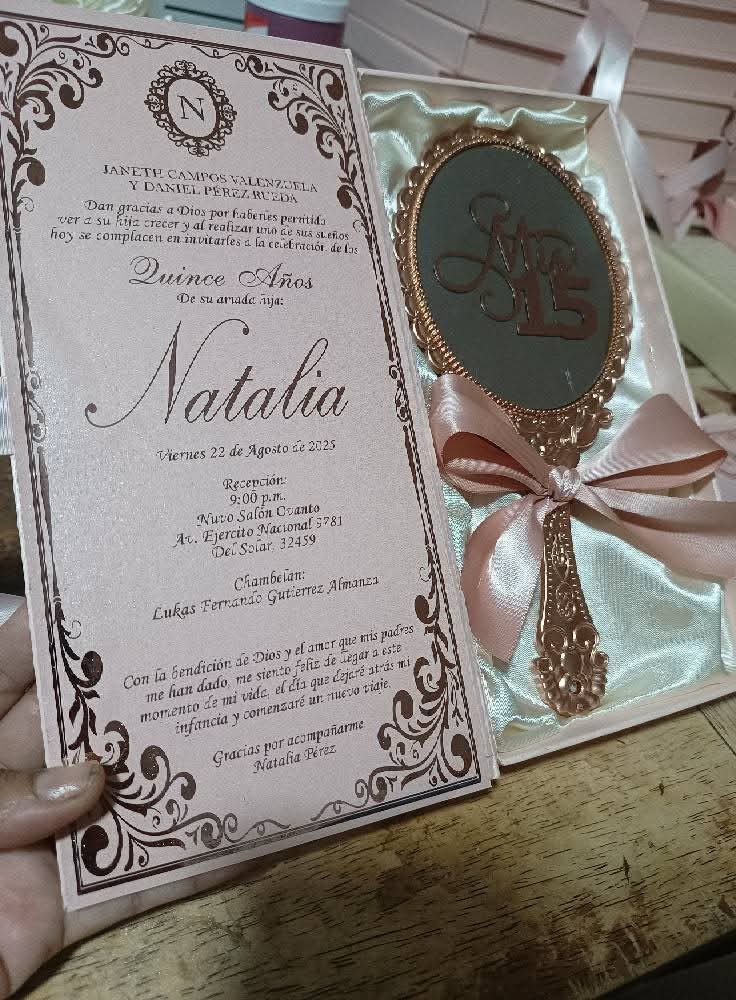 N
JANETH CAMPOS VALENZUELA
Y DANIEL PÉREZ RUEDA
Dan gracias a Dios por haberles permitido
ver a su hija crecer y al realizar uno de sus sueños
hoy se complacen en invitarles a la celebración de los
Quince Años
De su amada hija:
Natalia
Viernes 22 de Agosto de 2025
Recepción:
9:00 p.m.
Nuvo Salón Ovanto
Av. Ejercito Nacional 9781
Del Solar, 32459
Chambelan:
Lukas Fernando Gutierrez Almanza
Con la bendición de Dios y el amor que mis padres
me han dado, me siento feliz de llegar a este
momento de mi vida, el día que dejaré atrás mi
infancia y comenzaré un nuevo viaje.
Gracias por acompañarme
Natalia Pérez
Mis
15